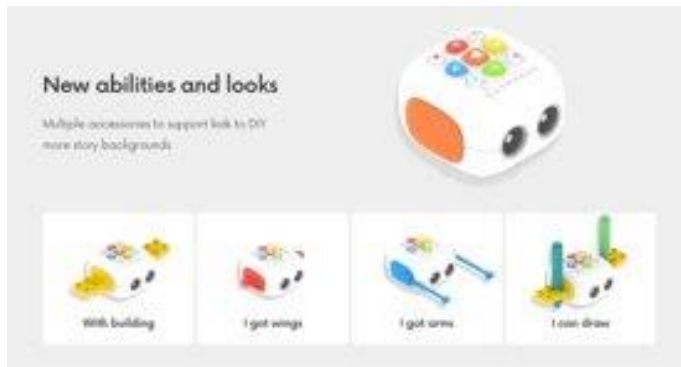 New abilities and looks
Multiple accessories to support kids to DIY
more story backgrounds
With building
I got wings
I got arms
I can draw